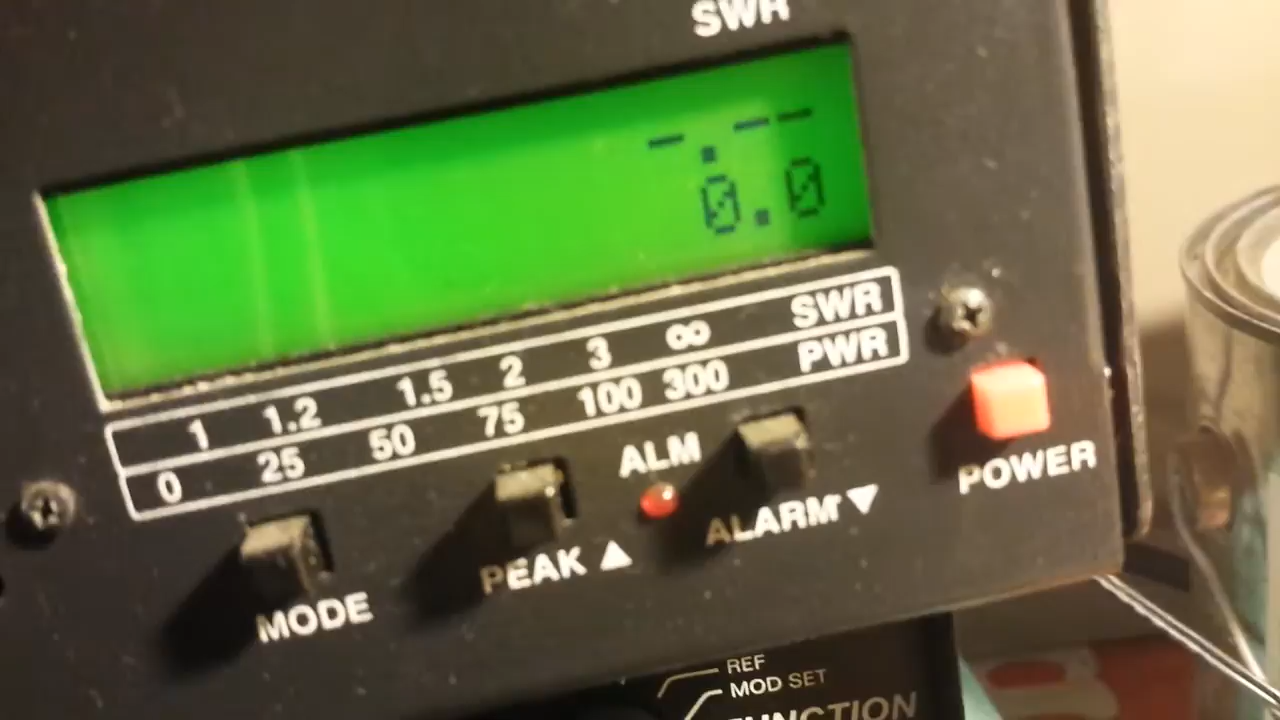 SWR
-.--
0.0
1 1.2 1.5 2 3 ∞ SWR
0 25 50 75 100 300 PWR
ALM
POWER
ALARM ▼
PEAK ▲
MODE
REF
MOD SET
FUNCTION